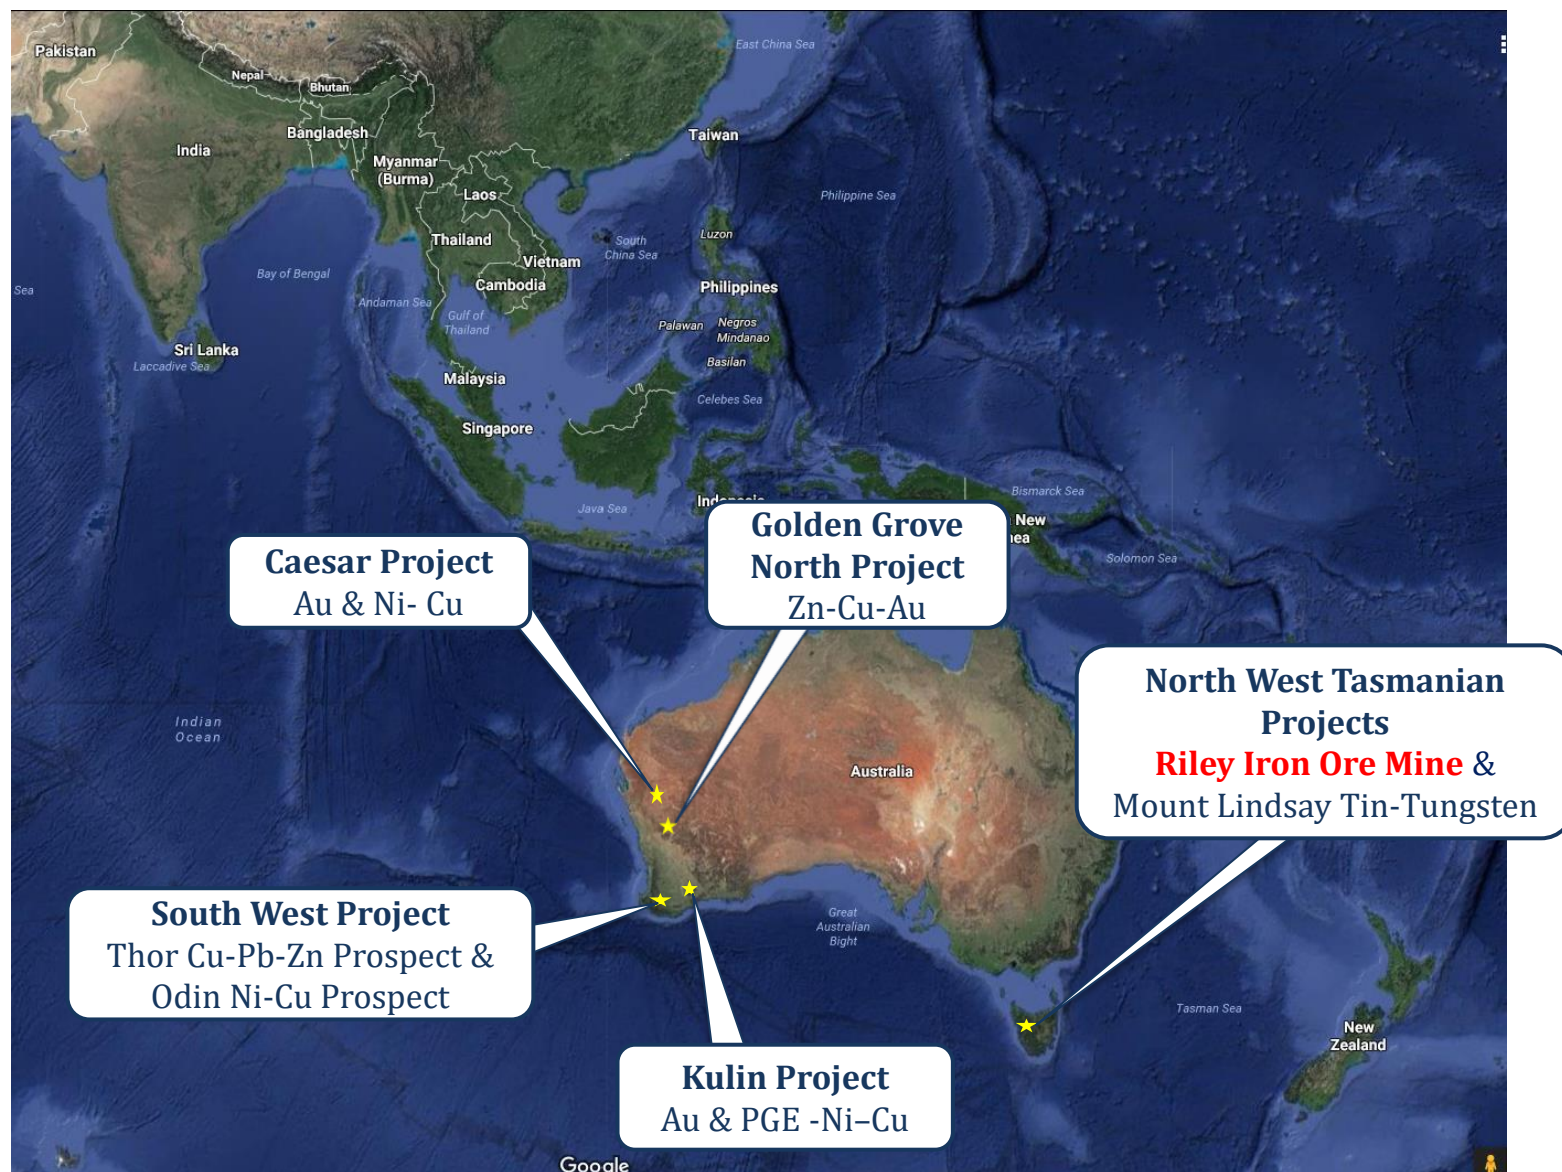 East China Sea
Pakistan
Nepal
Bhutan
Bangladesh
Taiwan
India
Myanmar
(Burma)
Laos
Philippine Sea
Luzon
Thailand
South
China Sea
Vietnam
Bay of Bengal
Cambodia
Philippines
Sea
Andaman Sea
Gulf of
Thailand
Palawan
Negros
Mindanao
Sri Lanka
Basilan
Laccadive Sea
Malaysia
Celebes Sea
Singapore
Bismarck Sea
Java Sea
New
Solomon Sea
Golden Grove
North Project
Zn-Cu-Au
Caesar Project
Au & Ni- Cu
North West Tasmanian
Projects
Riley Iron Ore Mine &
Mount Lindsay Tin-Tungsten
Indian
Ocean
Australia
South West Project
Thor Cu-Pb-Zn Prospect &
Odin Ni-Cu Prospect
Great
Australian
Bight
Tasman Sea
New
Zealand
Kulin Project
Au & PGE -Ni–Cu
Google